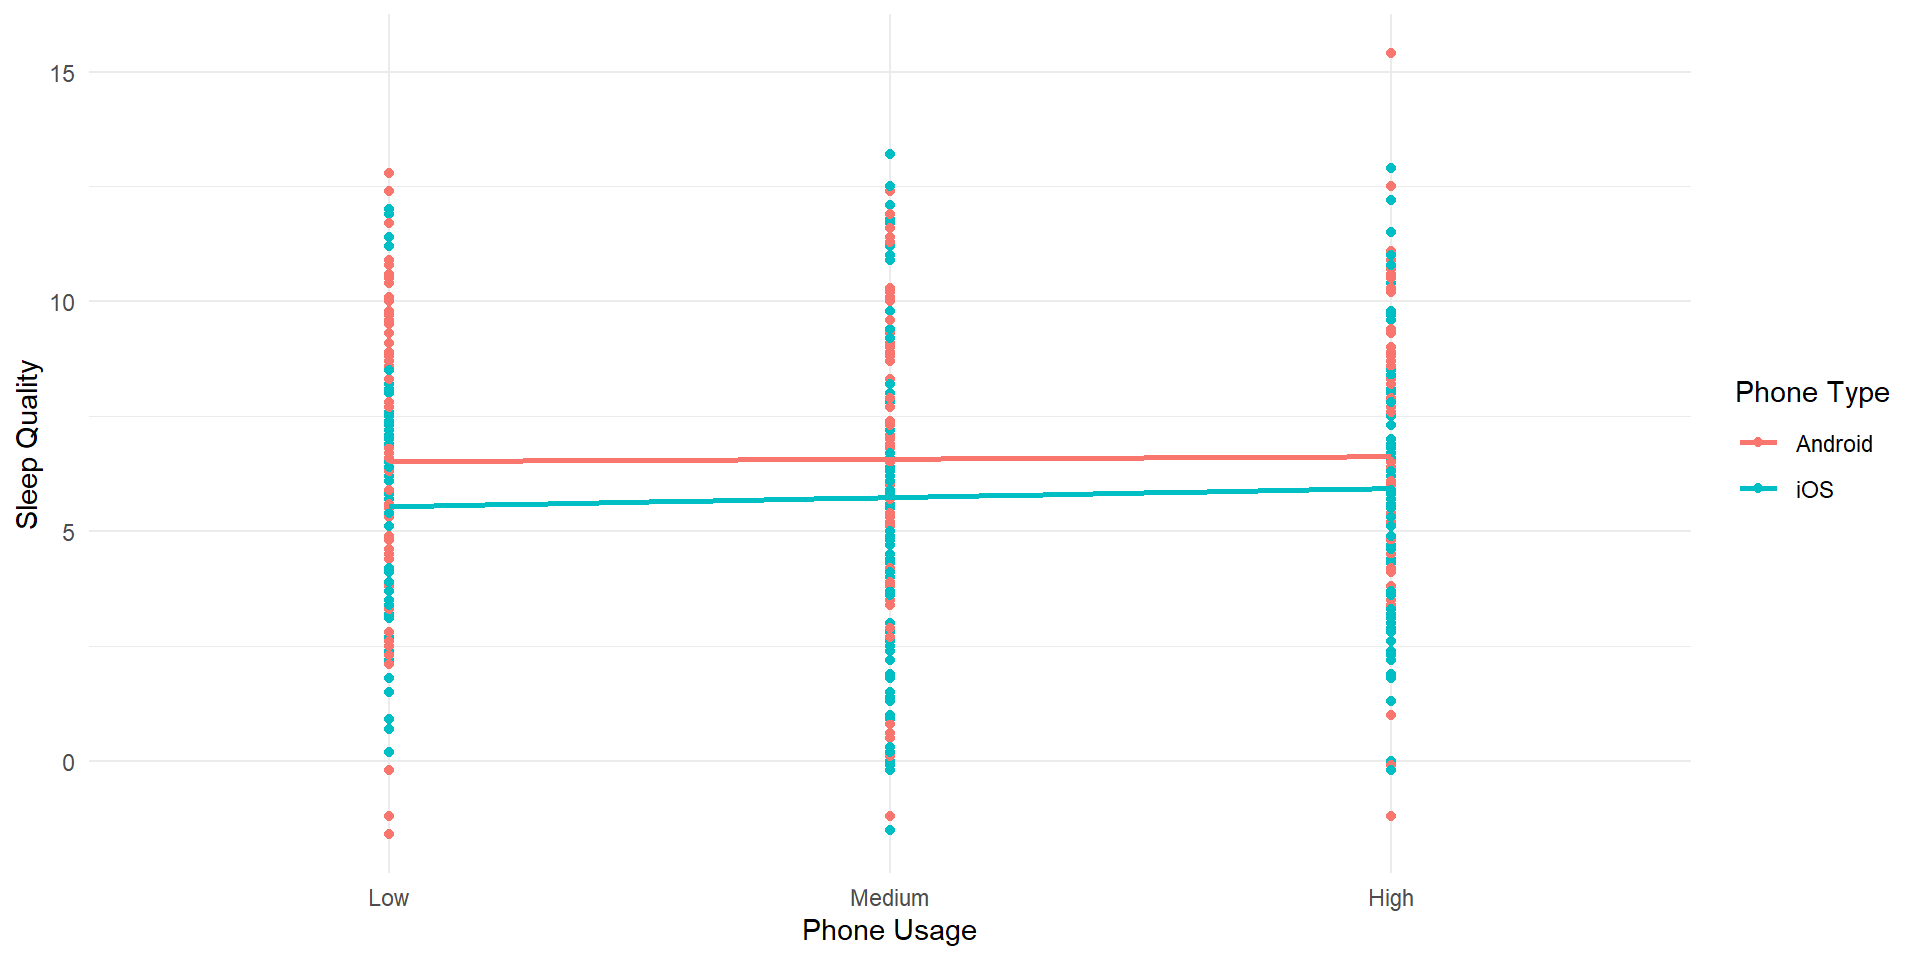 15
10
5
0
Sleep Quality
Low
Medium
High
Phone Usage
Phone Type
Android
iOS